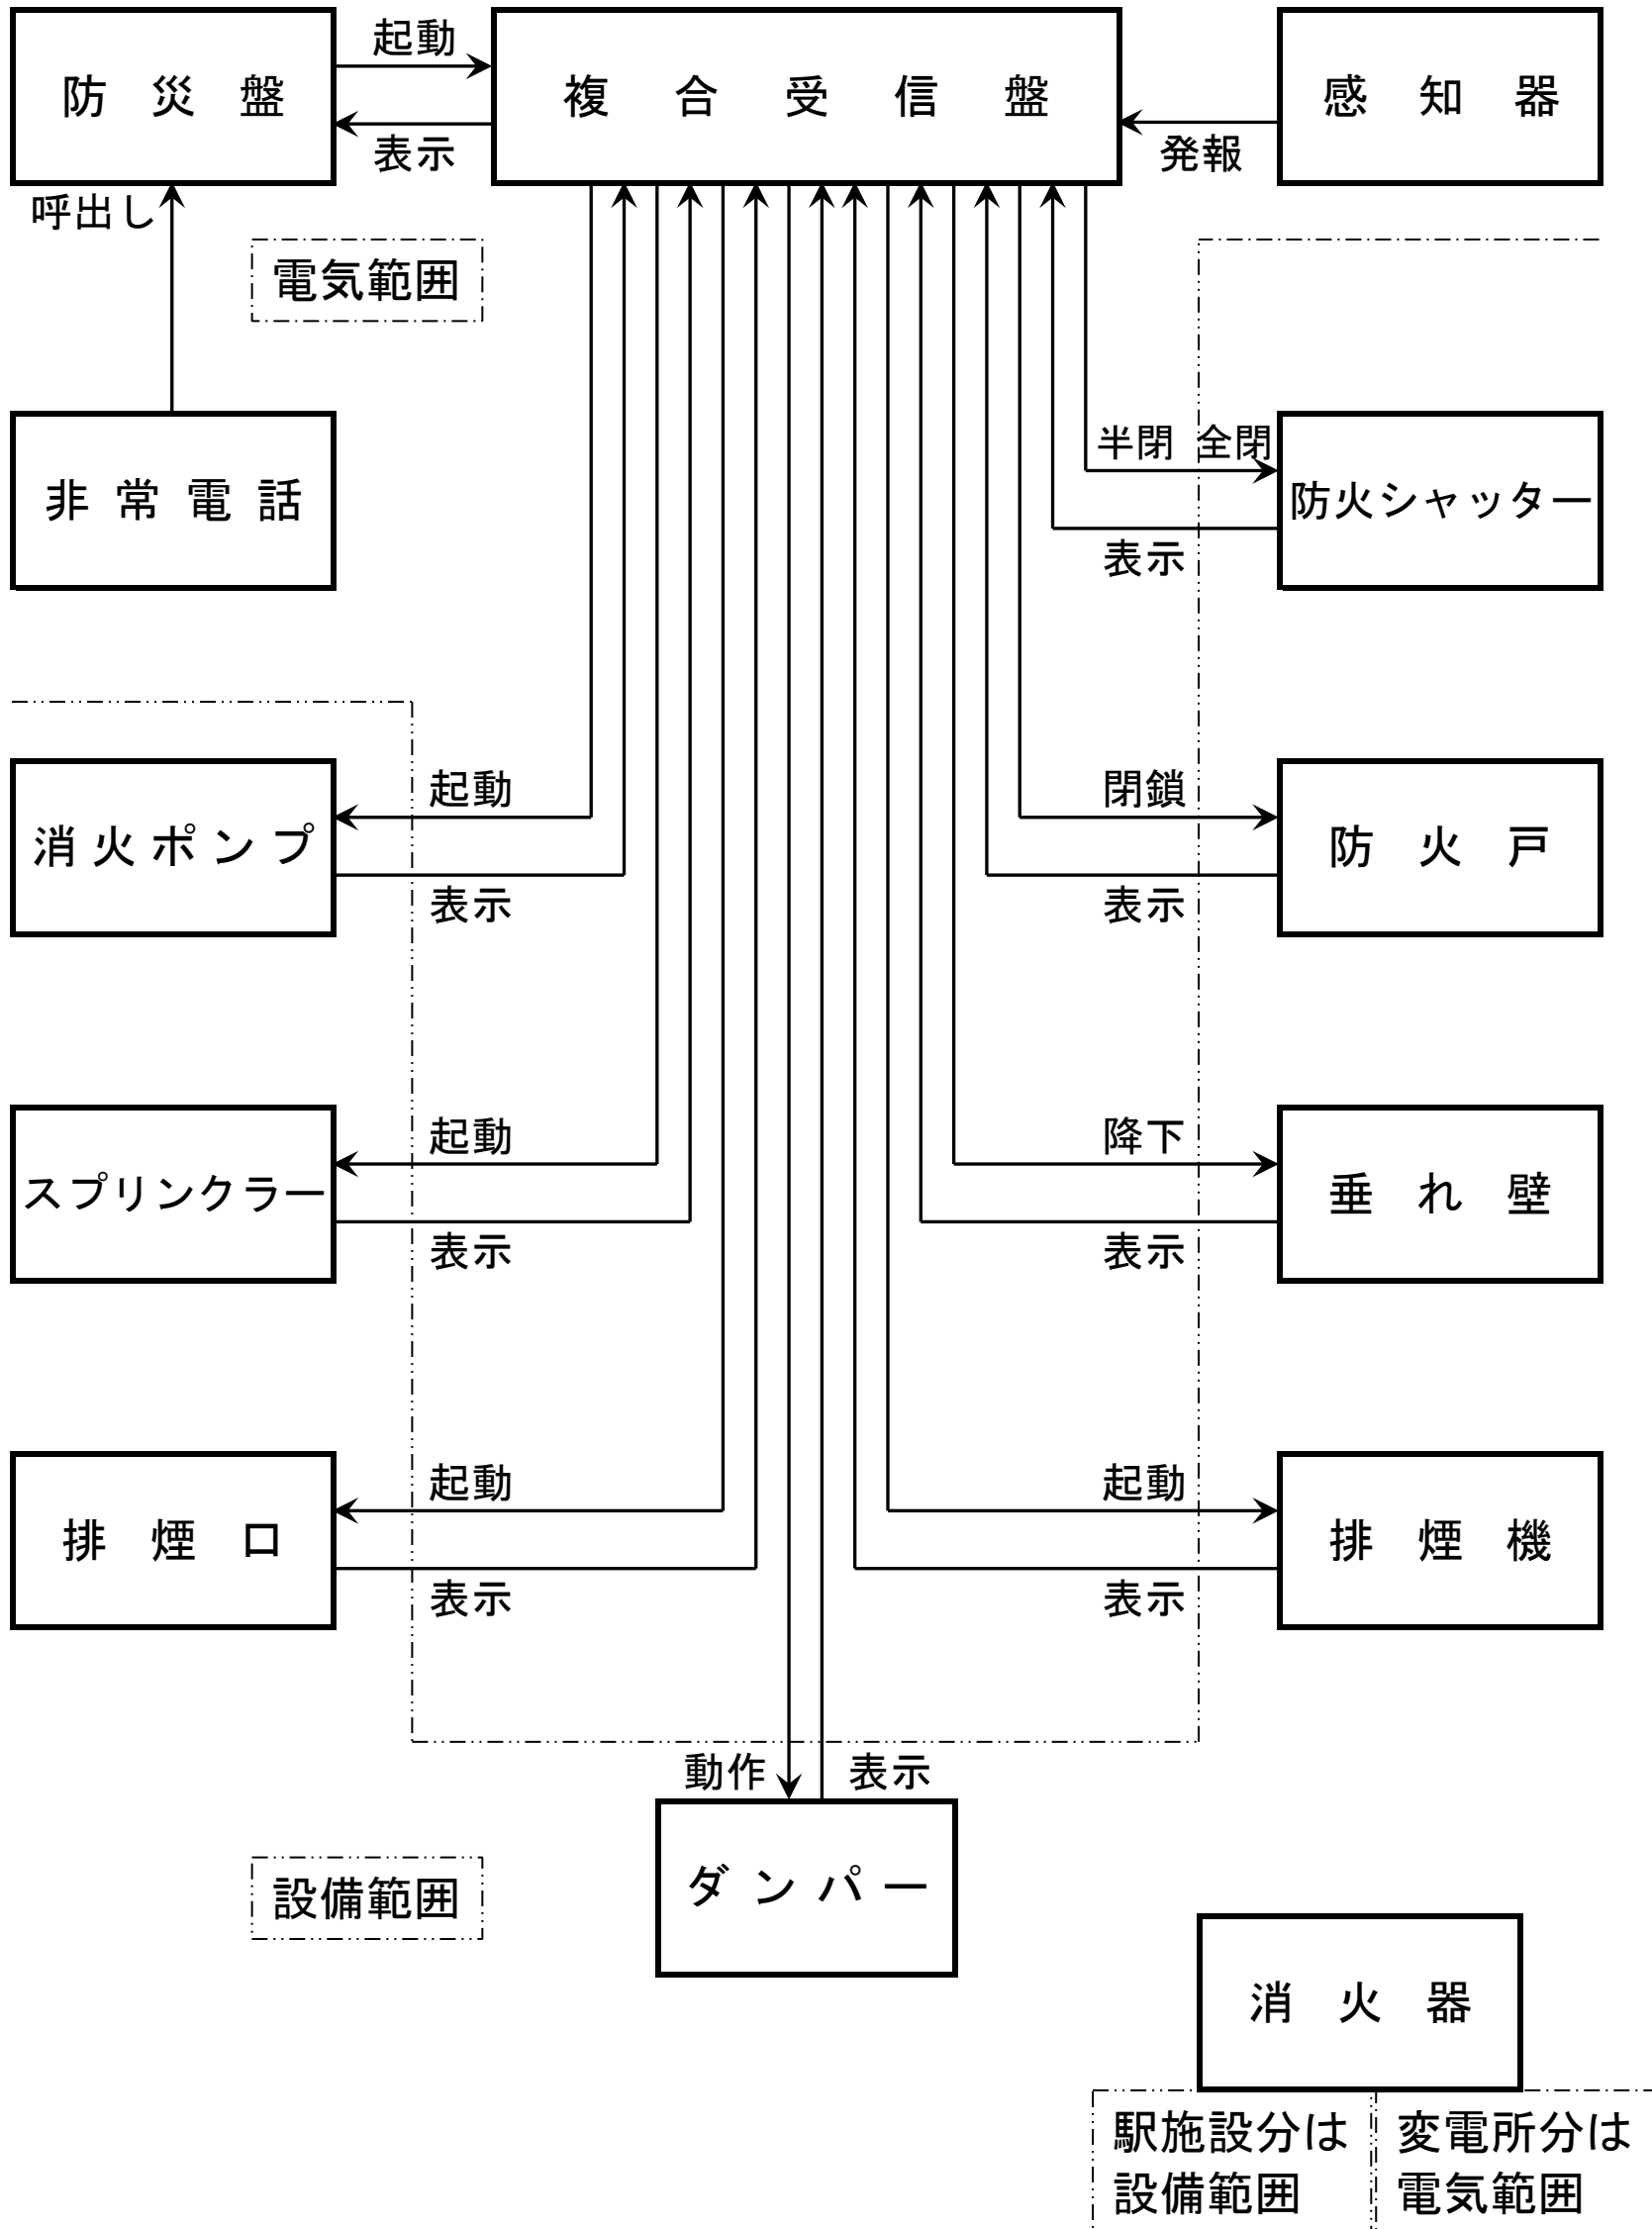 起動
防災盤
複合受信盤
感知器
表示
発報
呼出し
電気範囲
半閉 全閉
非常電話
防火シャッター
表示
起動
閉鎖
消火ポンプ
防火戸
表示
表示
起動
降下
スプリンクラー
垂れ壁
表示
表示
起動
起動
排煙口
排煙機
表示
表示
動作
表示
ダンパー
設備範囲
消火器
駅施設分は
設備範囲
変電所分は
電気範囲